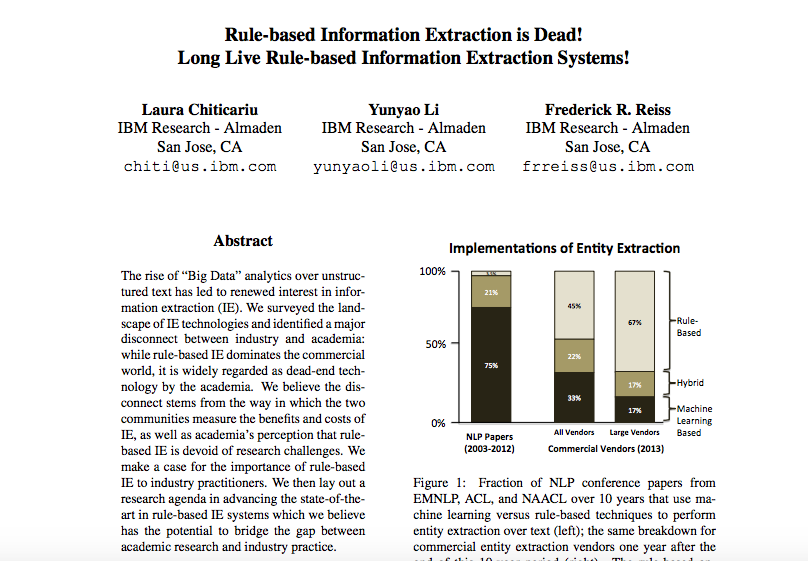 Rule-based Information Extraction is Dead!
Long Live Rule-based Information Extraction Systems!
Laura Chiticariu
IBM Research - Almaden
San Jose, CA
chiti@us.ibm.com
Yunyao Li
IBM Research - Almaden
San Jose, CA
yunyaoli@us.ibm.com
Frederick R. Reiss
IBM Research - Almaden
San Jose, CA
frreiss@us.ibm.com
Abstract
The rise of “Big Data” analytics over unstruc-
tured text has led to renewed interest in infor-
mation extraction (IE). We surveyed the land-
scape of IE technologies and identified a major
disconnect between industry and academia:
while rule-based IE dominates the commercial
world, it is widely regarded as dead-end tech-
nology by the academia. We believe the dis-
connect stems from the way in which the two
communities measure the benefits and costs of
IE, as well as academia’s perception that rule-
based IE is devoid of research challenges. We
make a case for the importance of rule-based
IE to industry practitioners. We then lay out a
research agenda in advancing the state-of-the-
art in rule-based IE systems which we believe
has the potential to bridge the gap between
academic research and industry practice.
Implementations of Entity Extraction
100%
50%
0%
21%
75%
45%
22%
33%
67%
17%
17%
Rule-
Based
Hybrid
Machine
Learning
Based
NLP Papers
(2003-2012)
All Vendors
Large Vendors
Commercial Vendors (2013)
Figure 1: Fraction of NLP conference papers from
EMNLP, ACL, and NAACL over 10 years that use ma-
chine learning versus rule-based techniques to perform
entity extraction over text (left); the same breakdown for
commercial entity extraction vendors one year after the